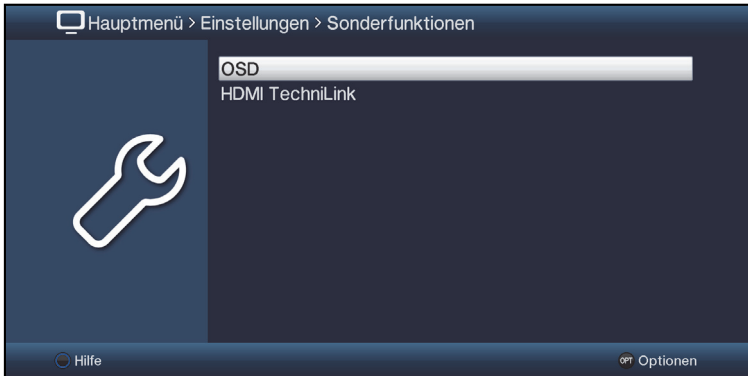 Hauptmenü > Einstellungen > Sonderfunktionen
OSD
HDMI TechniLink
Hilfe
OPT Optionen